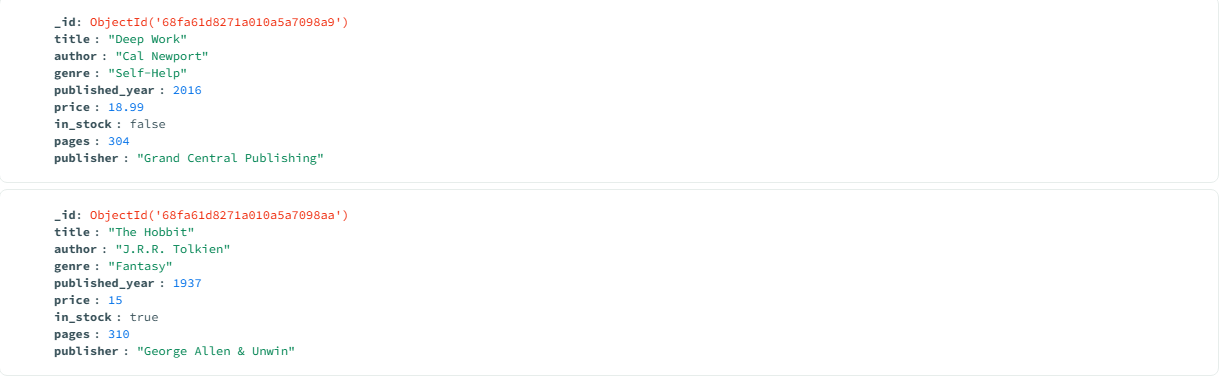 _id: ObjectId('68fa61d8271a010a5a7098a9')
title : "Deep Work"
author : "Cal Newport"
genre : "Self-Help"
published_year : 2016
price : 18.99
in_stock : false
pages : 304
publisher : "Grand Central Publishing"
_id: ObjectId('68fa61d8271a010a5a7098aa')
title : "The Hobbit"
author : "J.R.R. Tolkien"
genre : "Fantasy"
published_year : 1937
price : 15
in_stock : true
pages : 310
publisher : "George Allen & Unwin"